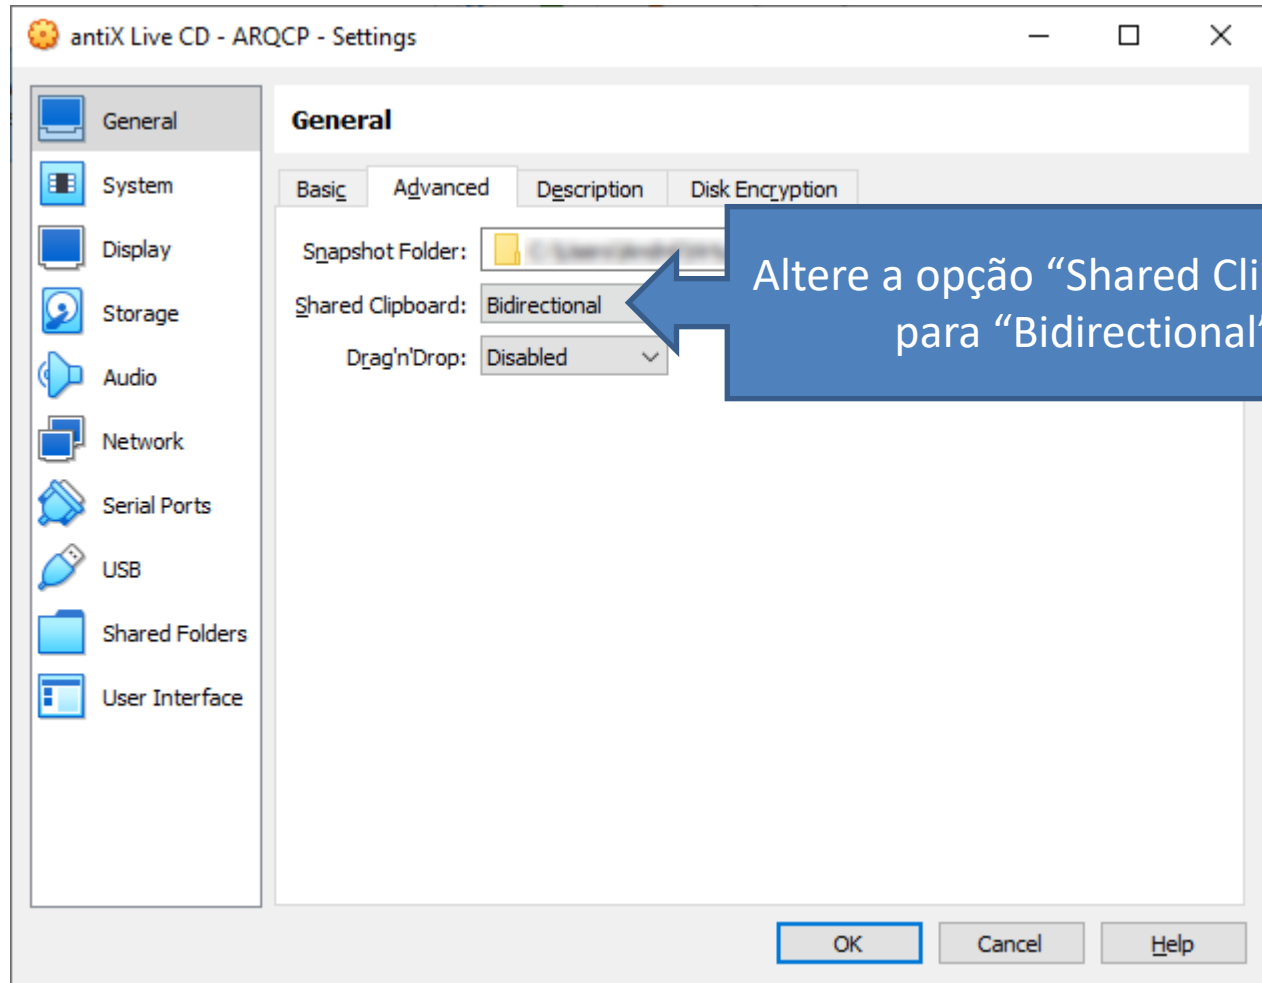 antiX Live CD - ARQCP - Settings
General
System
Display
Storage
Audio
Network
Serial Ports
USB
Shared Folders
User Interface
General
Basic Advanced Description Disk Encryption
Snapshot Folder:
Shared Clipboard: Bidirectional
Drag'n'Drop: Disabled
Altere a opção “Shared Cli
para “Bidirectional”
OK Cancel Help